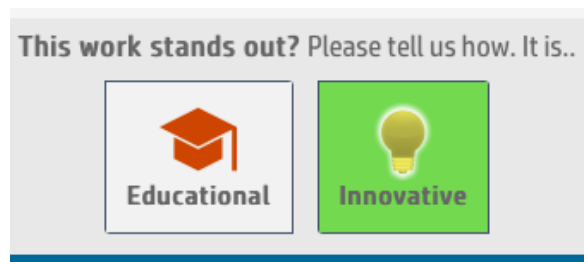 This work stands out? Please tell us how. It is..
Educational
Innovative